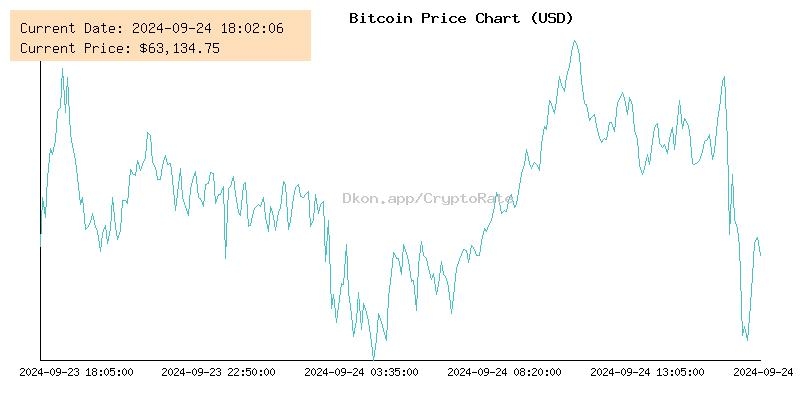 Bitcoin Price Chart (USD)
Current Date: 2024-09-24 18:02:06
Current Price: $63,134.75
Dkon.app/CryptoRate
2024-09-23 18:05:00 2024-09-23 22:50:00 2024-09-24 03:35:00 2024-09-24 08:20:00 2024-09-24 13:05:00 2024-09-24